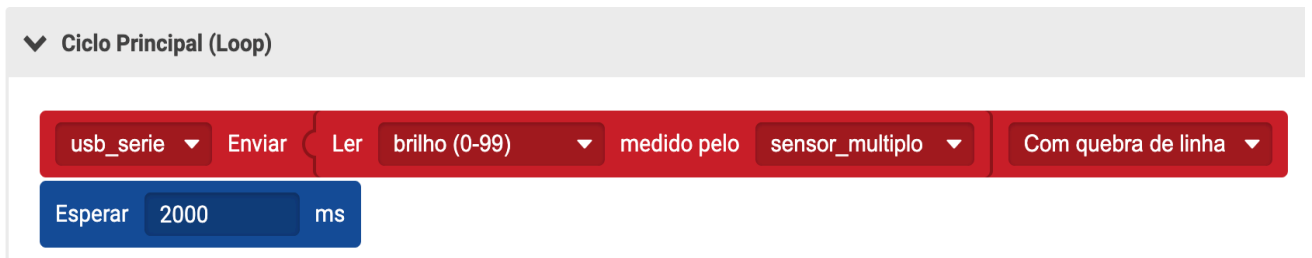 Ciclo Principal (Loop)
usb_serie Enviar Ler brilho (0-99) medido pelo sensor_multiplo Com quebra de linha
Esperar 2000 ms